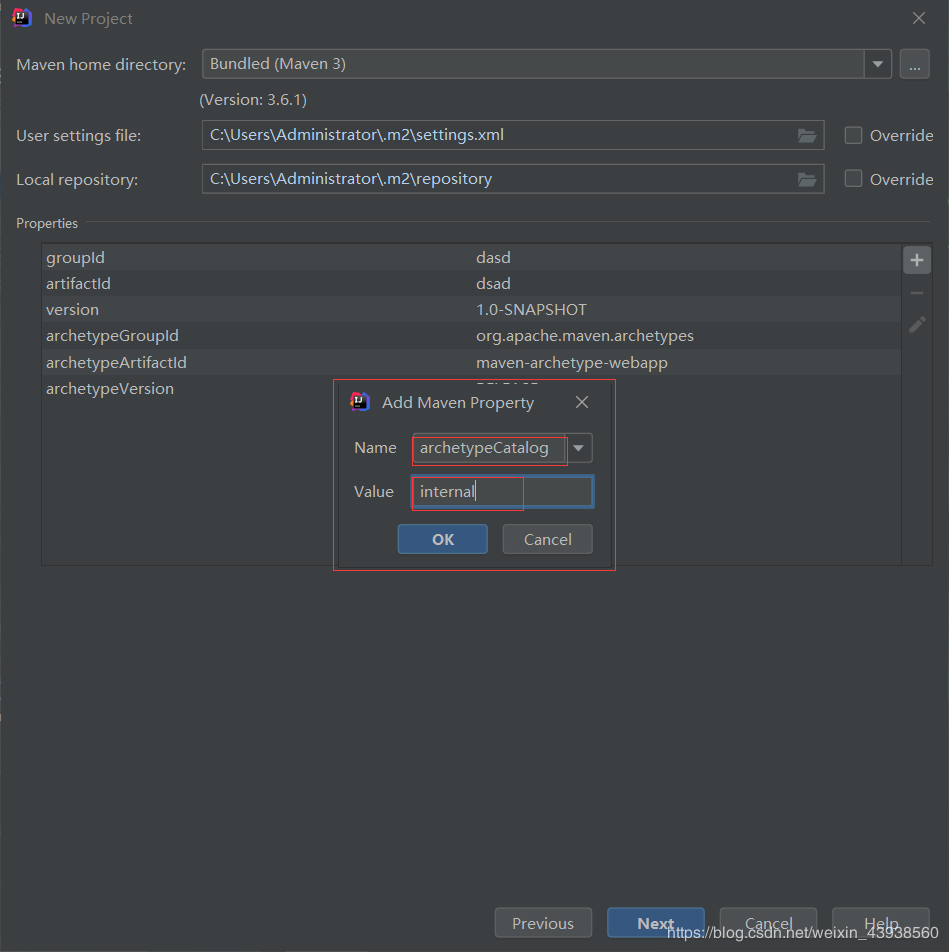 New Project
Maven home directory: Bundled (Maven 3) ...
(Version: 3.6.1)
User settings file: C:\Users\Administrator\.m2\settings.xml Override
Local repository: C:\Users\Administrator\.m2\repository Override
Properties
groupId dasd
artifactId dsad
version 1.0-SNAPSHOT
archetypeGroupId org.apache.maven.archetypes
archetypeArtifactId maven-archetype-webapp
archetypeVersion
Add Maven Property
Name archetypeCatalog
Value internal
OK Cancel
Previous Next Cancel Help
https://blog.csdn.net/weixin_43938560